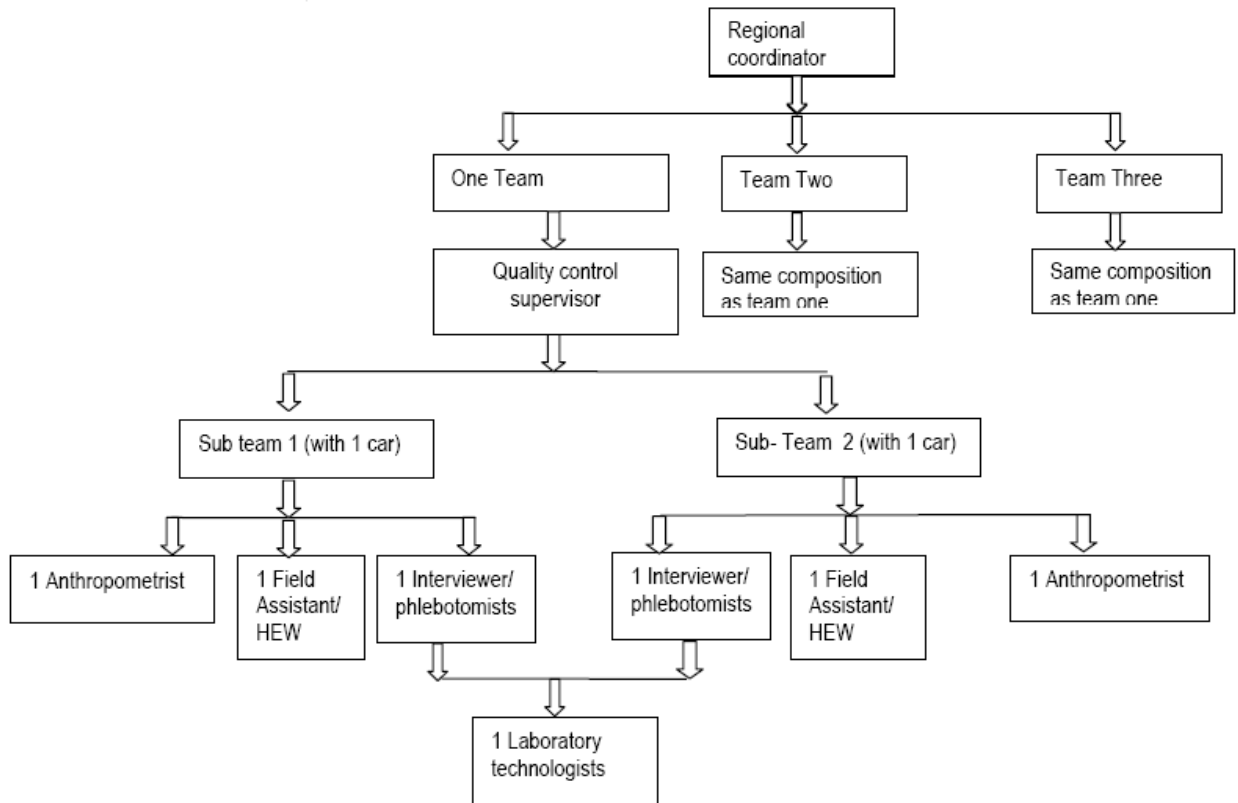 Regional
coordinator
One Team
Team Two
Team Three
Quality control
supervisor
Same composition
as team one
Same composition
as team one
Sub team 1 (with 1 car)
Sub- Team 2 (with 1 car)
1 Anthropometrist
1 Field
Assistant/
HEW
1 Interviewer/
phlebotomists
1 Interviewer/
phlebotomists
1 Field
Assistant/
HEW
1 Anthropometrist
1 Laboratory
technologists